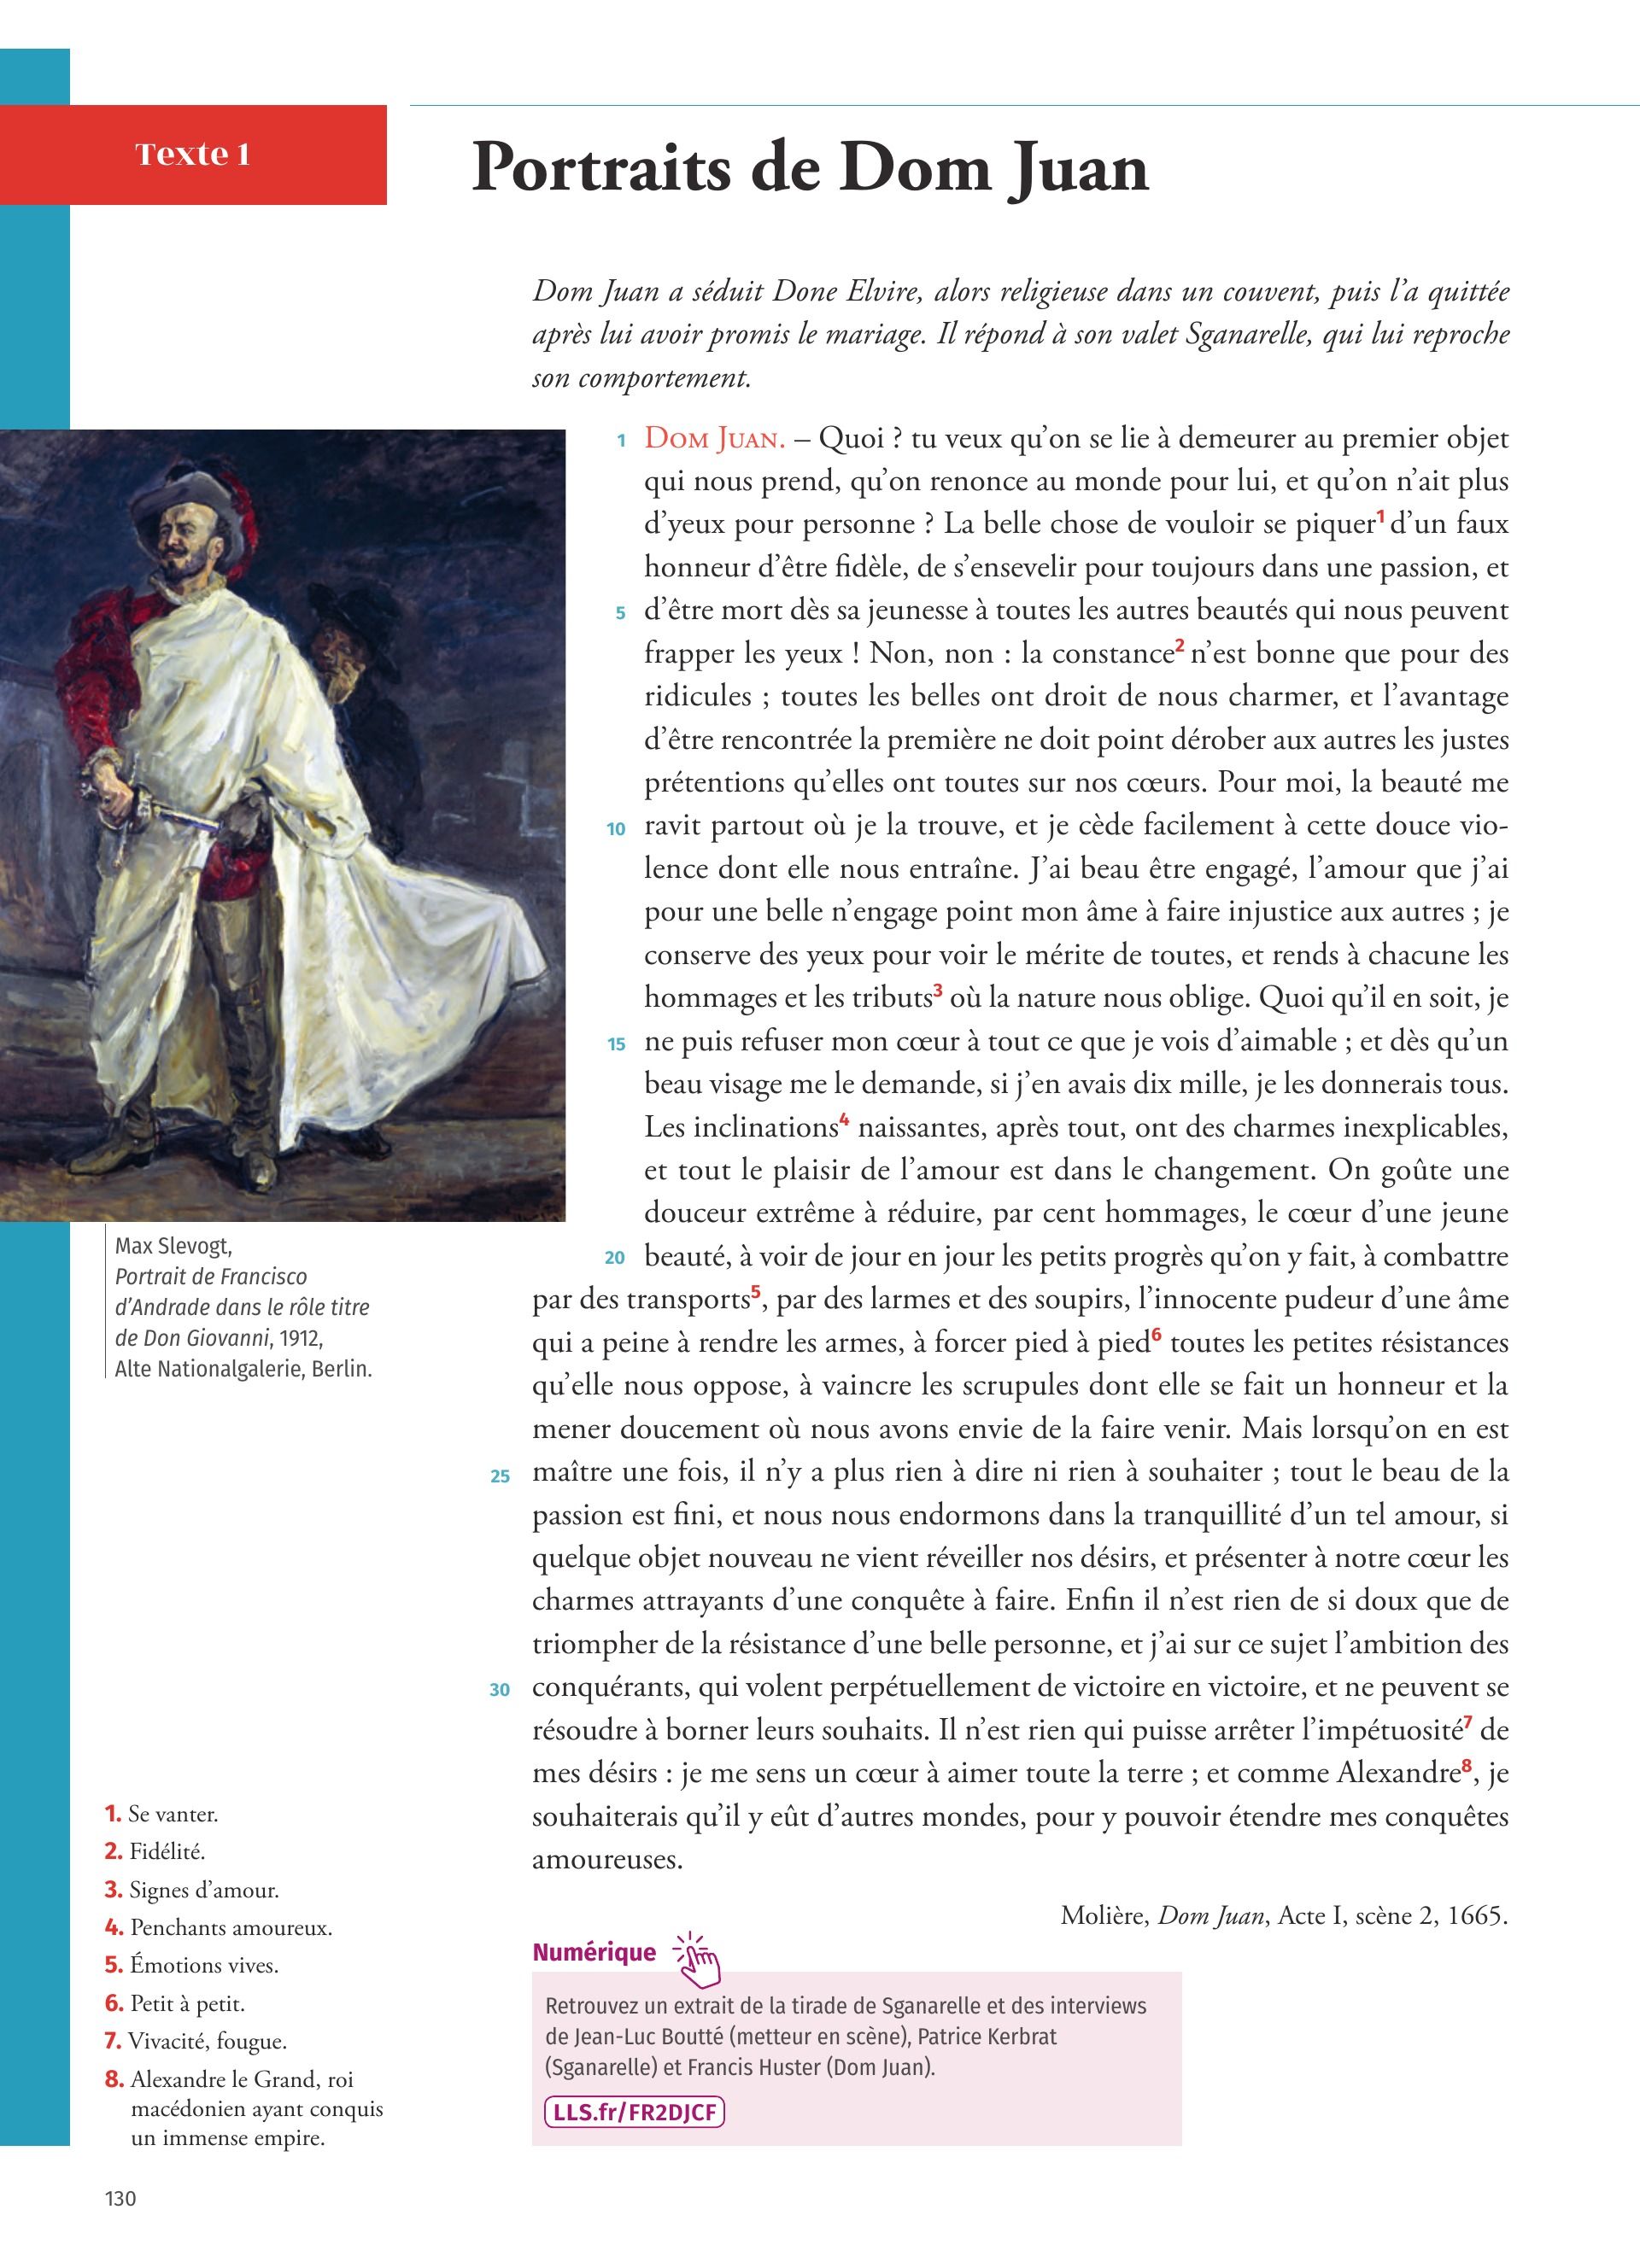 Texte 1
Portraits de Dom Juan
Dom Juan a séduit Done Elvire, alors religieuse dans un couvent, puis l'a quittée
après lui avoir promis le mariage. Il répond à son valet Sganarelle, qui lui reproche
son comportement.
1 DOM JUAN. – Quoi ? tu veux qu'on se lie à demeurer au premier objet
qui nous prend, qu'on renonce au monde pour lui, et qu'on n'ait plus
d'yeux pour personne ? La belle chose de vouloir se piquer1 d'un faux
honneur d'être fidèle, de s'ensevelir pour toujours dans une passion, et
5 d'être mort dès sa jeunesse à toutes les autres beautés qui nous peuvent
frapper les yeux ! Non, non : la constance2 n'est bonne que pour des
ridicules ; toutes les belles ont droit de nous charmer, et l'avantage
d'être rencontrée la première ne doit point dérober aux autres les justes
prétentions qu'elles ont toutes sur nos cœurs. Pour moi, la beauté me
10 ravit partout où je la trouve, et je cède facilement à cette douce vio-
lence dont elle nous entraîne. J'ai beau être engagé, l'amour que j'ai
pour une belle n'engage point mon âme à faire injustice aux autres ; je
conserve des yeux pour voir le mérite de toutes, et rends à chacune les
hommages et les tributs3 où la nature nous oblige. Quoi qu'il en soit, je
15 ne puis refuser mon cœur à tout ce que je vois d'aimable ; et dès qu'un
beau visage me le demande, si j'en avais dix mille, je les donnerais tous.
Les inclinations4 naissantes, après tout, ont des charmes inexplicables,
et tout le plaisir de l'amour est dans le changement. On goûte une
douceur extrême à réduire, par cent hommages, le cœur d'une jeune
20 beauté, à voir de jour en jour les petits progrès qu'on y fait, à combattre
par des transports5, par des larmes et des soupirs, l'innocente pudeur d'une âme
qui a peine à rendre les armes, à forcer pied à pied6 toutes les petites résistances
qu'elle nous oppose, à vaincre les scrupules dont elle se fait un honneur et la
mener doucement où nous avons envie de la faire venir. Mais lorsqu'on en est
25 maître une fois, il n'y a plus rien à dire ni rien à souhaiter ; tout le beau de la
passion est fini, et nous nous endormons dans la tranquillité d'un tel amour, si
quelque objet nouveau ne vient réveiller nos désirs, et présenter à notre cœur les
charmes attrayants d'une conquête à faire. Enfin il n'est rien de si doux que de
triompher de la résistance d'une belle personne, et j'ai sur ce sujet l'ambition des
30 conquérants, qui volent perpétuellement de victoire en victoire, et ne peuvent se
résoudre à borner leurs souhaits. Il n'est rien qui puisse arrêter l'impétuosité7 de
mes désirs : je me sens un cœur à aimer toute la terre ; et comme Alexandre8, je
souhaiterais qu'il y eût d'autres mondes, pour y pouvoir étendre mes conquêtes
amoureuses.
Molière, Dom Juan, Acte I, scène 2, 1665.
Max Slevogt,
Portrait de Francisco
d'Andrade dans le rôle titre
de Don Giovanni, 1912,
Alte Nationalgalerie, Berlin.
1. Se vanter.
2. Fidélité.
3. Signes d'amour.
4. Penchants amoureux.
5. Émotions vives.
6. Petit à petit.
7. Vivacité, fougue.
8. Alexandre le Grand, roi
macédonien ayant conquis
un immense empire.
Numérique
Retrouvez un extrait de la tirade de Sganarelle et des interviews
de Jean-Luc Boutté (metteur en scène), Patrice Kerbrat
(Sganarelle) et Francis Huster (Dom Juan).
LLS.fr/FR2DJCF
130